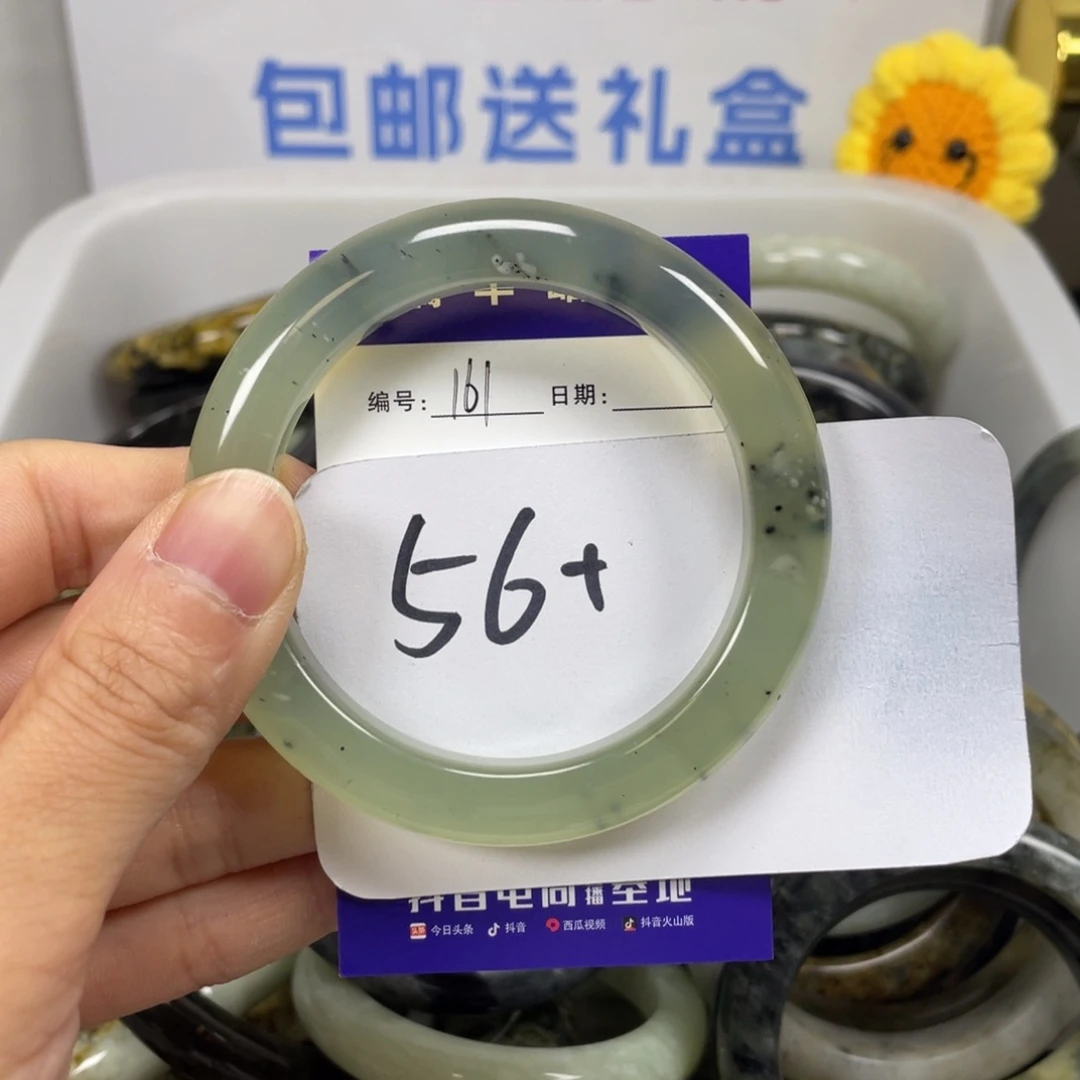 包邮送礼盒
编号: 161 日期:
56+
抖音电商直播基地
今日头条 抖音 西瓜视频 抖音火山版